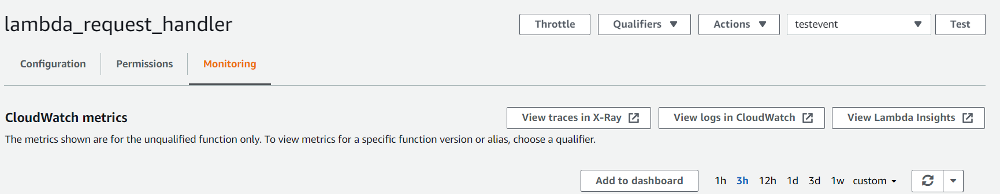 lambda_request_handler Throttle Qualifiers Actions testevent Test
Configuration Permissions Monitoring
CloudWatch metrics View traces in X-Ray View logs in CloudWatch View Lambda Insights
The metrics shown are for the unqualified function only. To view metrics for a specific function version or alias, choose a qualifier.
Add to dashboard 1h 3h 12h 1d 3d 1w custom